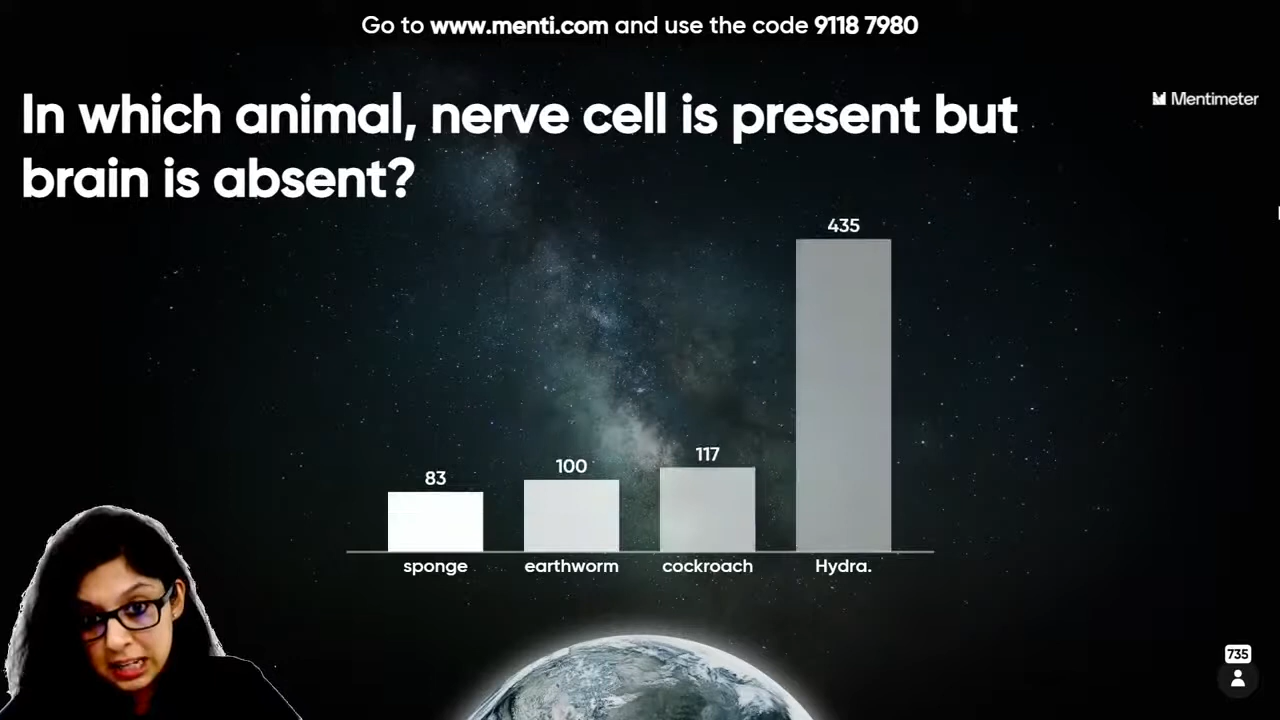 Go to www.menti.com and use the code 9118 7980
In which animal, nerve cell is present but
brain is absent?
Mentimeter
435
117
100
83
sponge
earthworm
cockroach
Hydra.
735